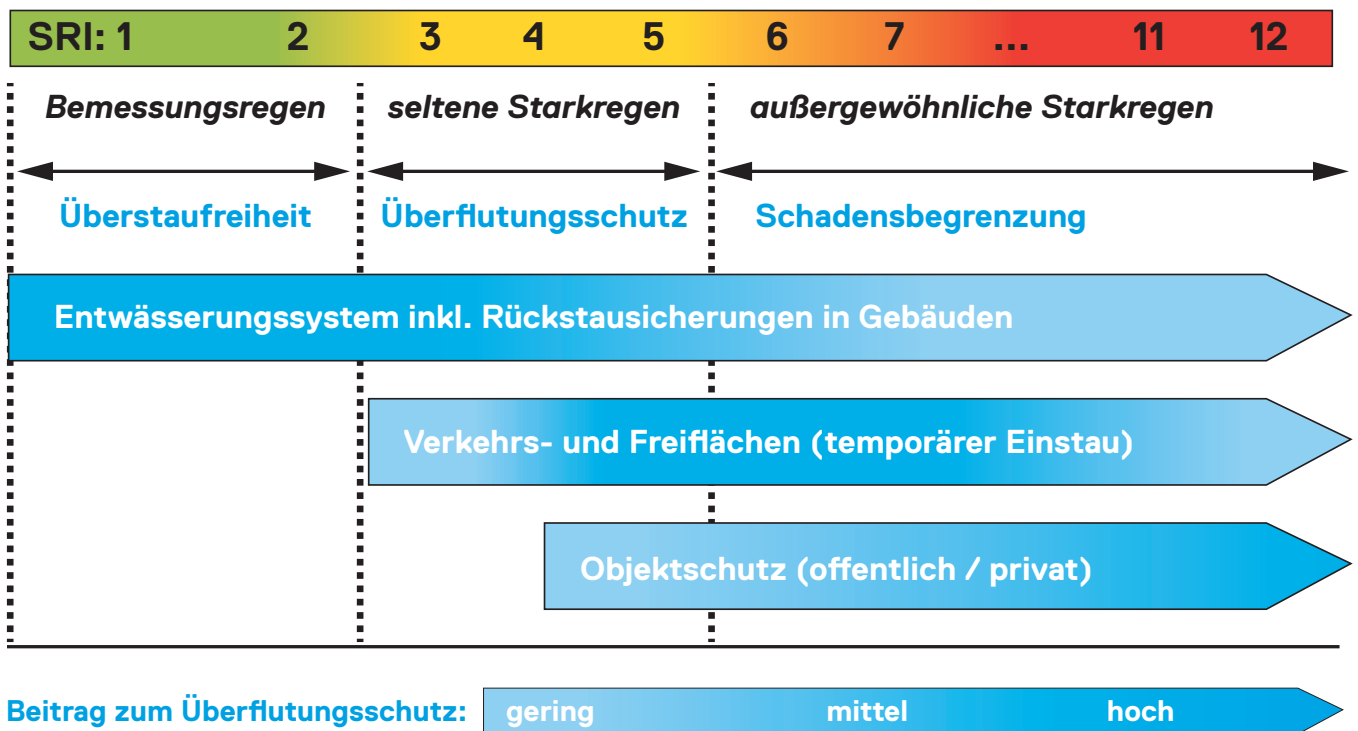 SRI: 1 2 3 4 5 6 7 ... 11 12
Bemessungsregen seltene Starkregen außergewöhnliche Starkregen
Überstaufreiheit Überflutungsschutz Schadensbegrenzung
Entwässerungssystem inkl. Rückstausicherungen in Gebäuden
Verkehrs- und Freiflächen (temporärer Einstau)
Objektschutz (offentlich / privat)
Beitrag zum Überflutungsschutz: gering mittel hoch